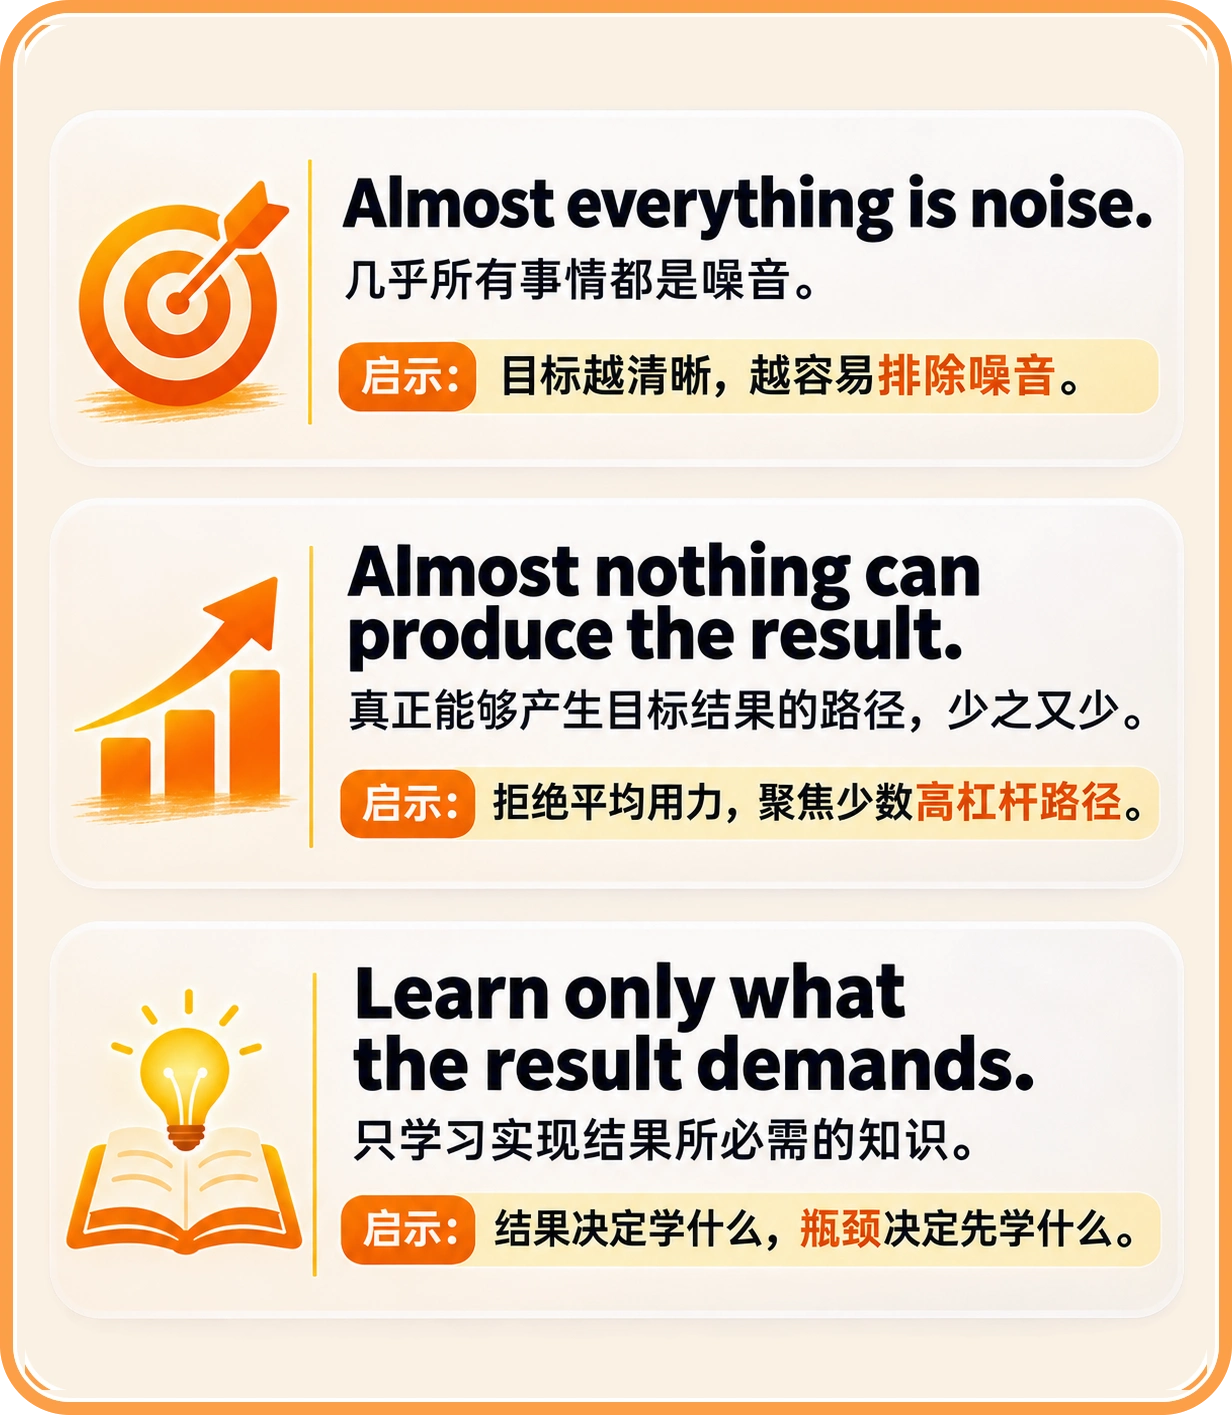 Almost everything is noise.
几乎所有事情都是噪音。
启示： 目标越清晰，越容易排除噪音。
Almost nothing can
produce the result.
真正能够产生目标结果的路径，少之又少。
启示： 拒绝平均用力，聚焦少数高杠杆路径。
Learn only what
the result demands.
只学习实现结果所必需的知识。
启示： 结果决定学什么，瓶颈决定先学什么。